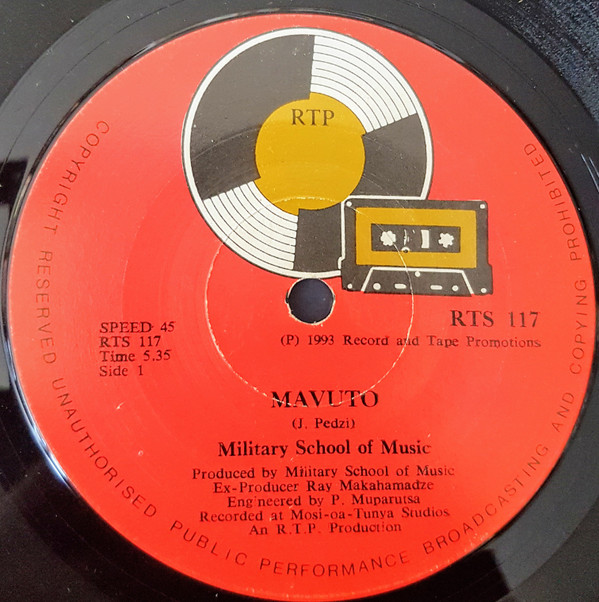 RTP
RTS 117
SPEED 45
RTS 117
Time 5.35
Side 1
(P) 1993 Record and Tape Promotions
MAVUTO
(J. Pedzi)
Military School of Music
Produced by Military School of Music
Ex-Producer Ray Makahamadze
Engineered by P. Muparutsa
Recorded at Mosi-oa-Tunya Studios
An R.T.P. Production
COPYRIGHT RESERVED UNAUTHORISED PUBLIC PERFORMANCE BROADCASTING AND COPYING PROHIBITED